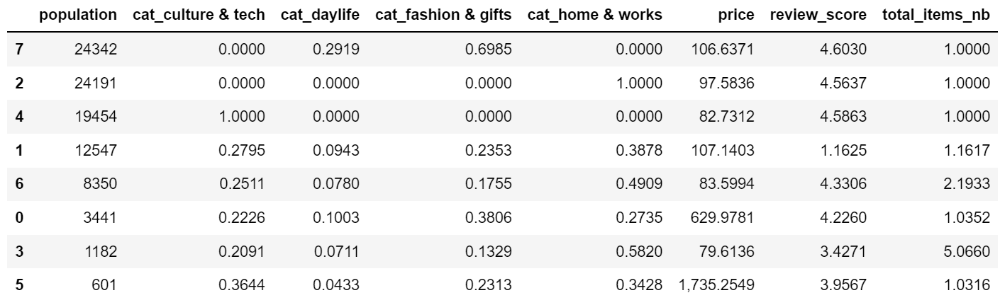 population cat_culture & tech cat_daylife cat_fashion & gifts cat_home & works price review_score total_items_nb
7 24342 0.0000 0.2919 0.6985 0.0000 106.6371 4.6030 1.0000
2 24191 0.0000 0.0000 0.0000 1.0000 97.5836 4.5637 1.0000
4 19454 1.0000 0.0000 0.0000 0.0000 82.7312 4.5863 1.0000
1 12547 0.2795 0.0943 0.2353 0.3878 107.1403 1.1625 1.1617
6 8350 0.2511 0.0780 0.1755 0.4909 83.5994 4.3306 2.1933
0 3441 0.2226 0.1003 0.3806 0.2735 629.9781 4.2260 1.0352
3 1182 0.2091 0.0711 0.1329 0.5820 79.6136 3.4271 5.0660
5 601 0.3644 0.0433 0.2313 0.3428 1,735.2549 3.9567 1.0316